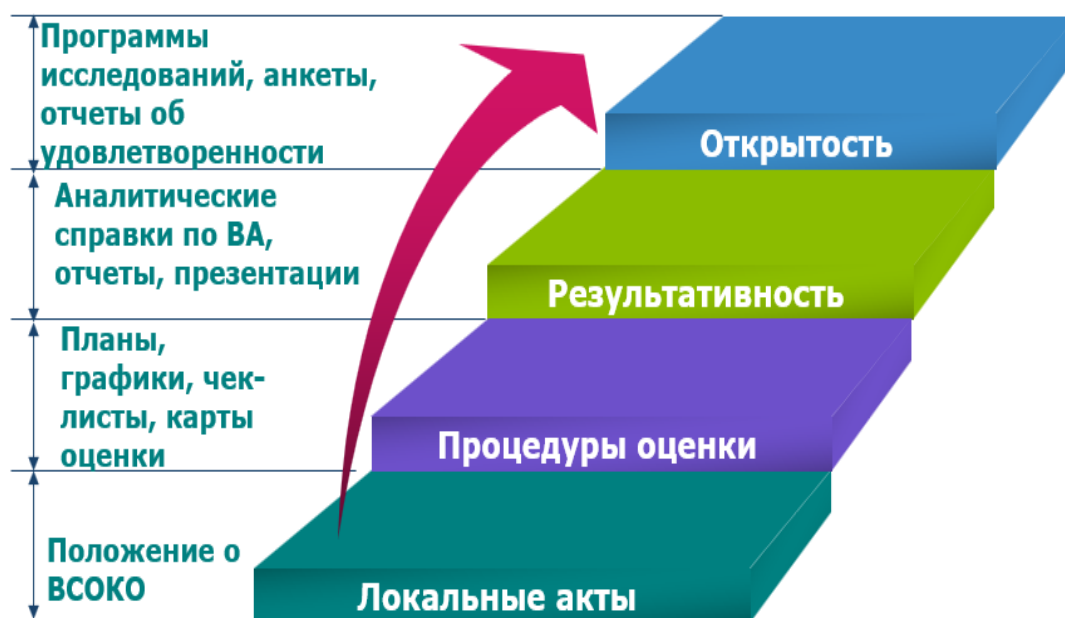 Программы
исследований, анкеты,
отчеты об
удовлетворенности
Открытость
Аналитические
справки по ВА,
отчеты, презентации
Результативность
Планы,
графики, чек-
листы, карты
оценки
Процедуры оценки
Положение о
ВСОКО
Локальные акты